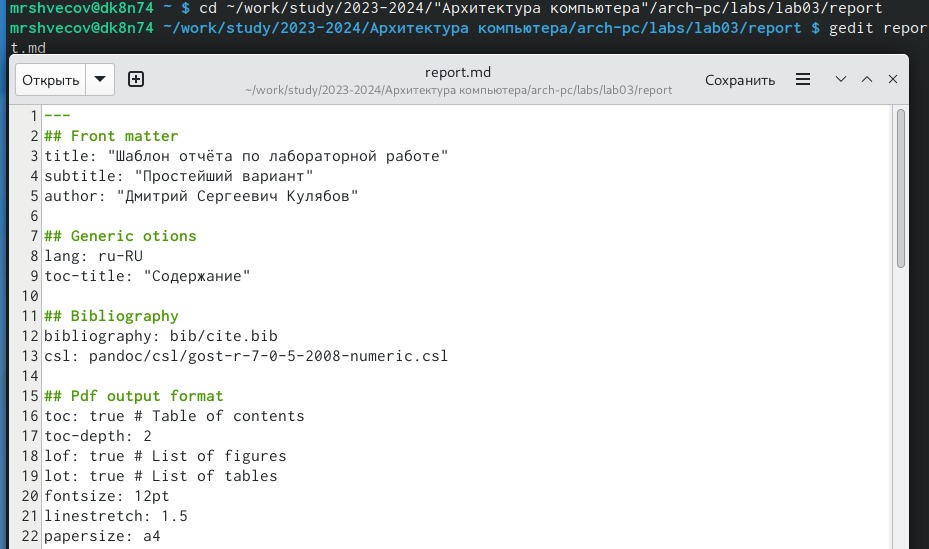 mrshvecov@dk8n74 ~ $ cd ~/work/study/2023-2024/"Архитектура компьютера"/arch-pc/labs/lab03/report
mrshvecov@dk8n74 ~/work/study/2023-2024/Архитектура компьютера/arch-pc/labs/lab03/report $ gedit repor
t.md
Открыть
report.md
~/work/study/2023-2024/Архитектура компьютера/arch-pc/labs/lab03/report
Сохранить
1 ---
2 ## Front matter
3 title: "Шаблон отчёта по лабораторной работе"
4 subtitle: "Простейший вариант"
5 author: "Дмитрий Сергеевич Кулябов"
6
7 ## Generic otions
8 lang: ru-RU
9 toc-title: "Содержание"
10
11 ## Bibliography
12 bibliography: bib/cite.bib
13 csl: pandoc/csl/gost-r-7-0-5-2008-numeric.csl
14
15 ## Pdf output format
16 toc: true # Table of contents
17 toc-depth: 2
18 lof: true # List of figures
19 lot: true # List of tables
20 fontsize: 12pt
21 linestretch: 1.5
22 papersize: a4